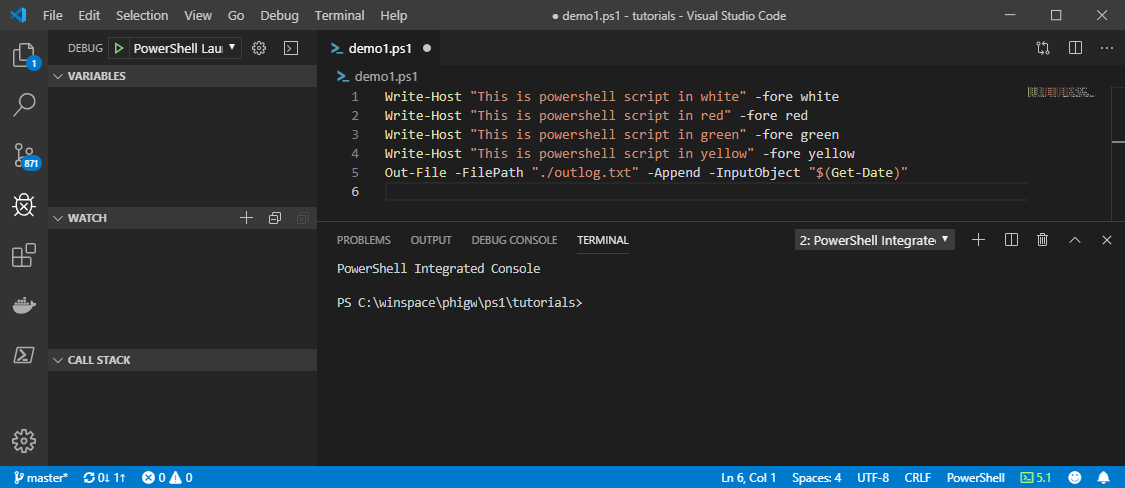 File Edit Selection View Go Debug Terminal Help ● demo1.ps1 - tutorials - Visual Studio Code
1
871
DEBUG PowerShell Lau
VARIABLES
WATCH
CALL STACK
demo1.ps1
demo1.ps1
1 Write-Host "This is powershell script in white" -fore white
2 Write-Host "This is powershell script in red" -fore red
3 Write-Host "This is powershell script in green" -fore green
4 Write-Host "This is powershell script in yellow" -fore yellow
5 Out-File -FilePath "./outlog.txt" -Append -InputObject "$(Get-Date)"
6
PROBLEMS OUTPUT DEBUG CONSOLE TERMINAL 2: PowerShell Integrate
PowerShell Integrated Console
PS C:\winspace\phigw\ps1\tutorials>
master* 0↓ 1↑ 0 0 Ln 6, Col 1 Spaces: 4 UTF-8 CRLF PowerShell 5.1